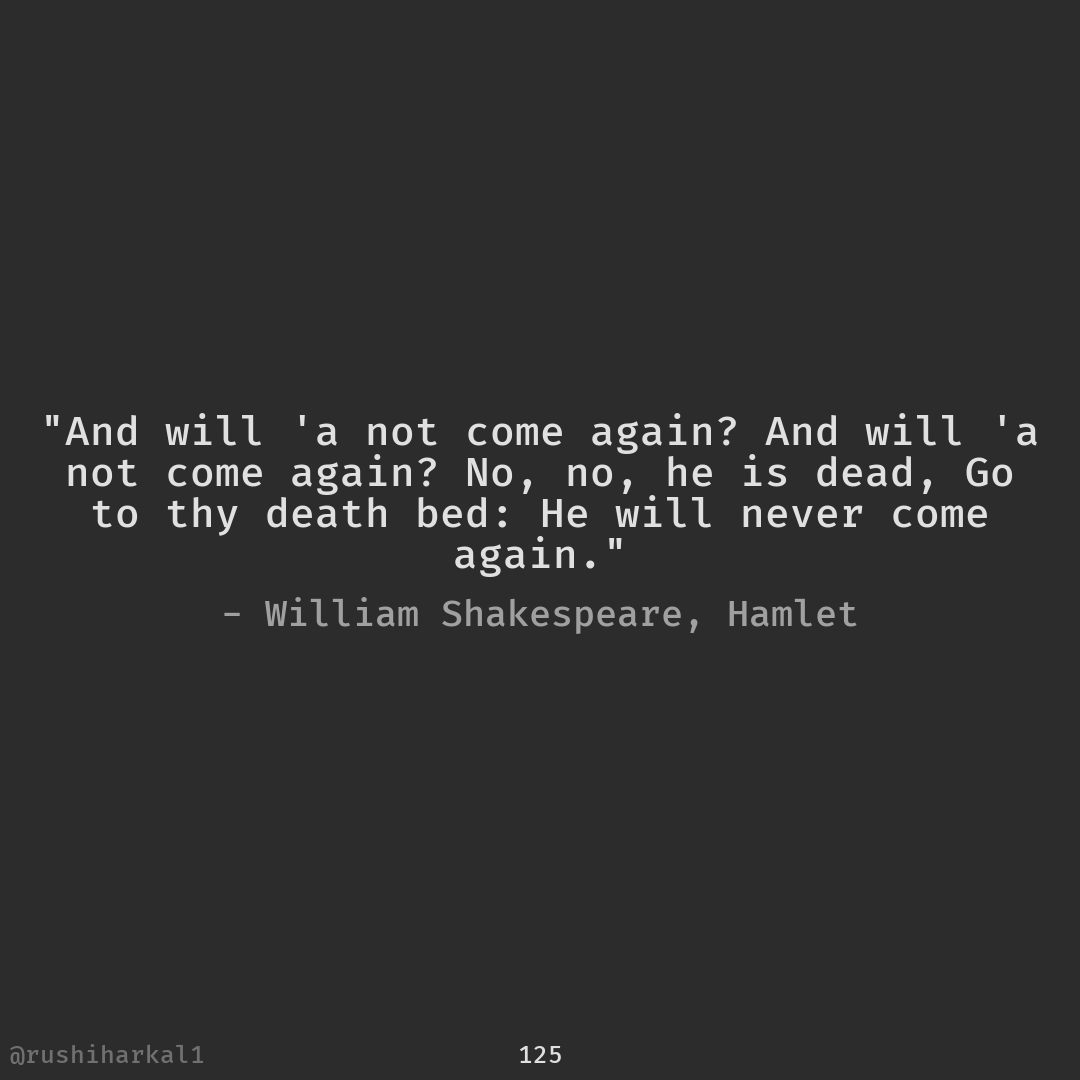 "And will 'a not come again? And will 'a
not come again? No, no, he is dead, Go
to thy death bed: He will never come
again."
- William Shakespeare, Hamlet
@rushiharkal1
125